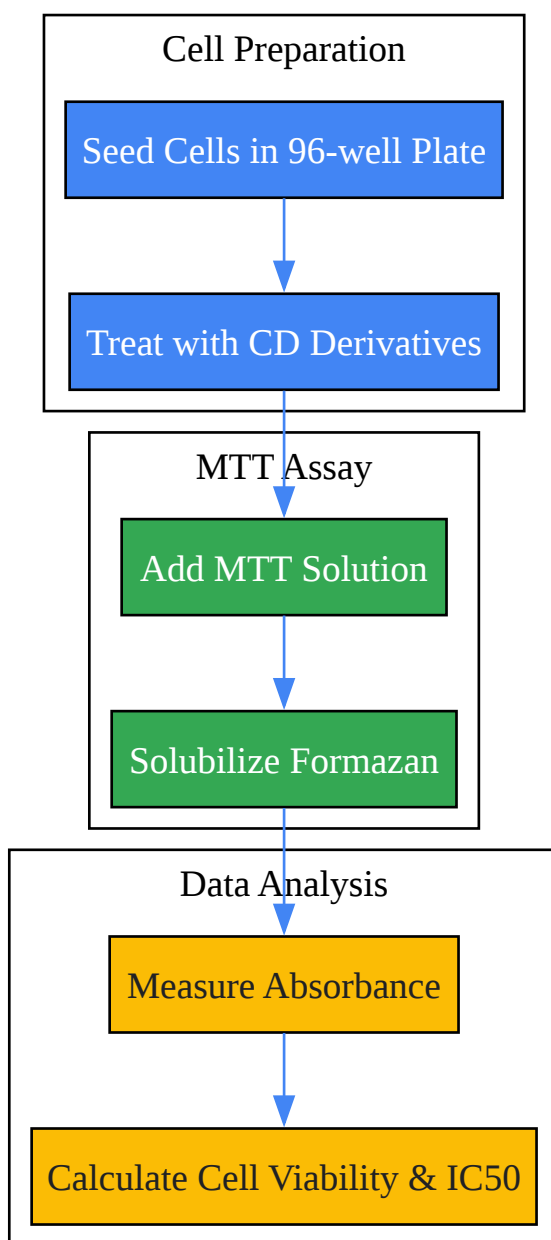 Cell Preparation
Seed Cells in 96-well Plate
Treat with CD Derivatives
MTT Assay
Add MTT Solution
Solubilize Formazan
Data Analysis
Measure Absorbance
Calculate Cell Viability & IC50